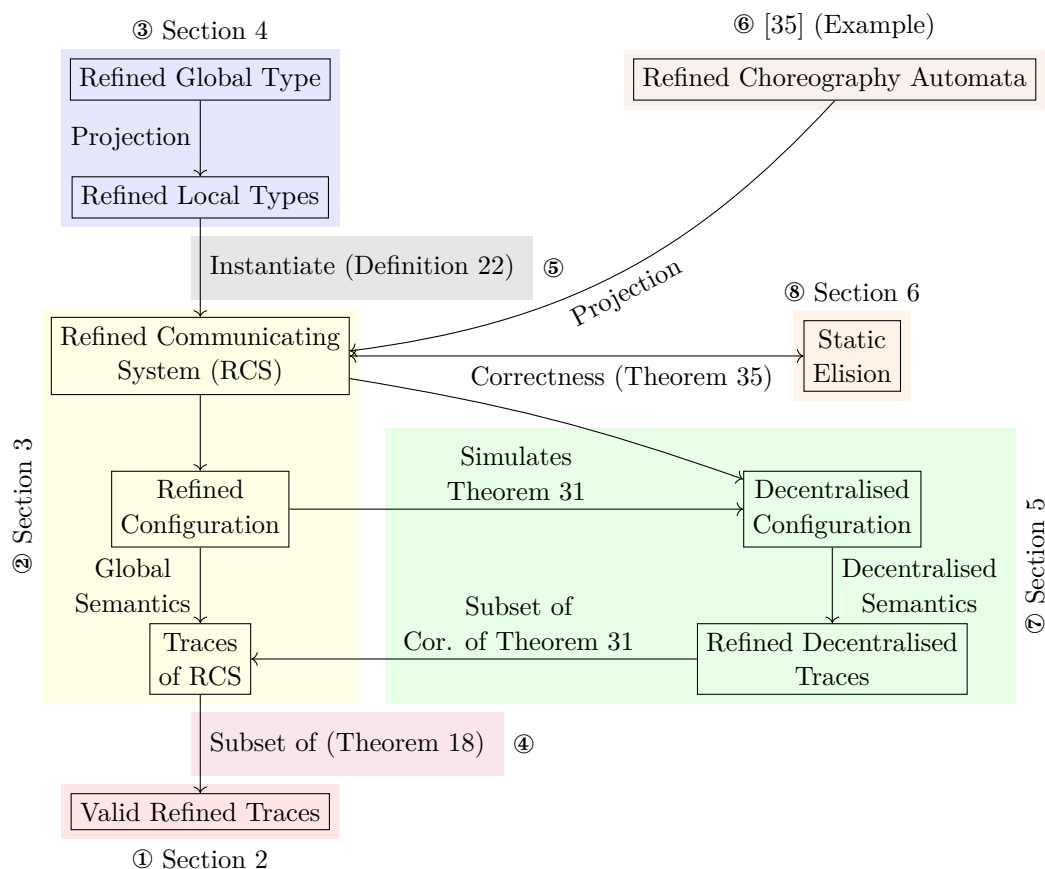 ③ Section 4
⑥ [35] (Example)
Refined Global Type
Refined Choreography Automata
Projection
Refined Local Types
Instantiate (Definition 22)
⑤
Projection
⑧ Section 6
Refined Communicating
System (RCS)
Static
Elision
Correctness (Theorem 35)
② Section 3
Simulates
Theorem 31
Refined
Configuration
Decentralised
Configuration
⑦ Section 5
Global
Semantics
Decentralised
Semantics
Subset of
Cor. of Theorem 31
Traces
of RCS
Refined Decentralised
Traces
Subset of (Theorem 18)
④
Valid Refined Traces
① Section 2